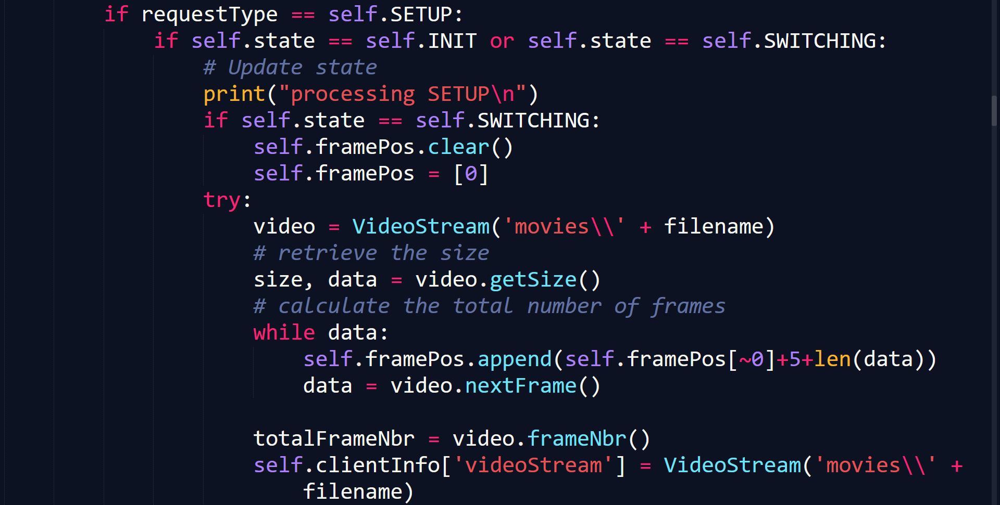 if requestType == self.SETUP:
if self.state == self.INIT or self.state == self.SWITCHING:
# Update state
print("processing SETUP\n")
if self.state == self.SWITCHING:
self.framePos.clear()
self.framePos = [0]
try:
video = VideoStream('movies\\' + filename)
# retrieve the size
size, data = video.getSize()
# calculate the total number of frames
while data:
self.framePos.append(self.framePos[~0]+5+len(data))
data = video.nextFrame()
totalFrameNbr = video.frameNbr()
self.clientInfo['videoStream'] = VideoStream('movies\\' +
filename)